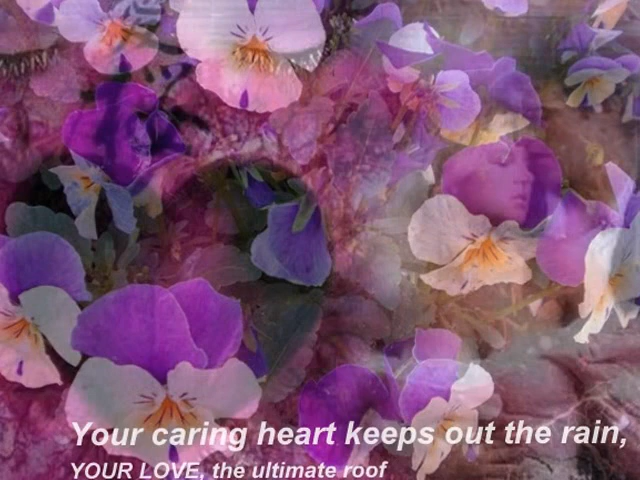 Your caring heart keeps out the rain,
YOUR LOVE, the ultimate roof